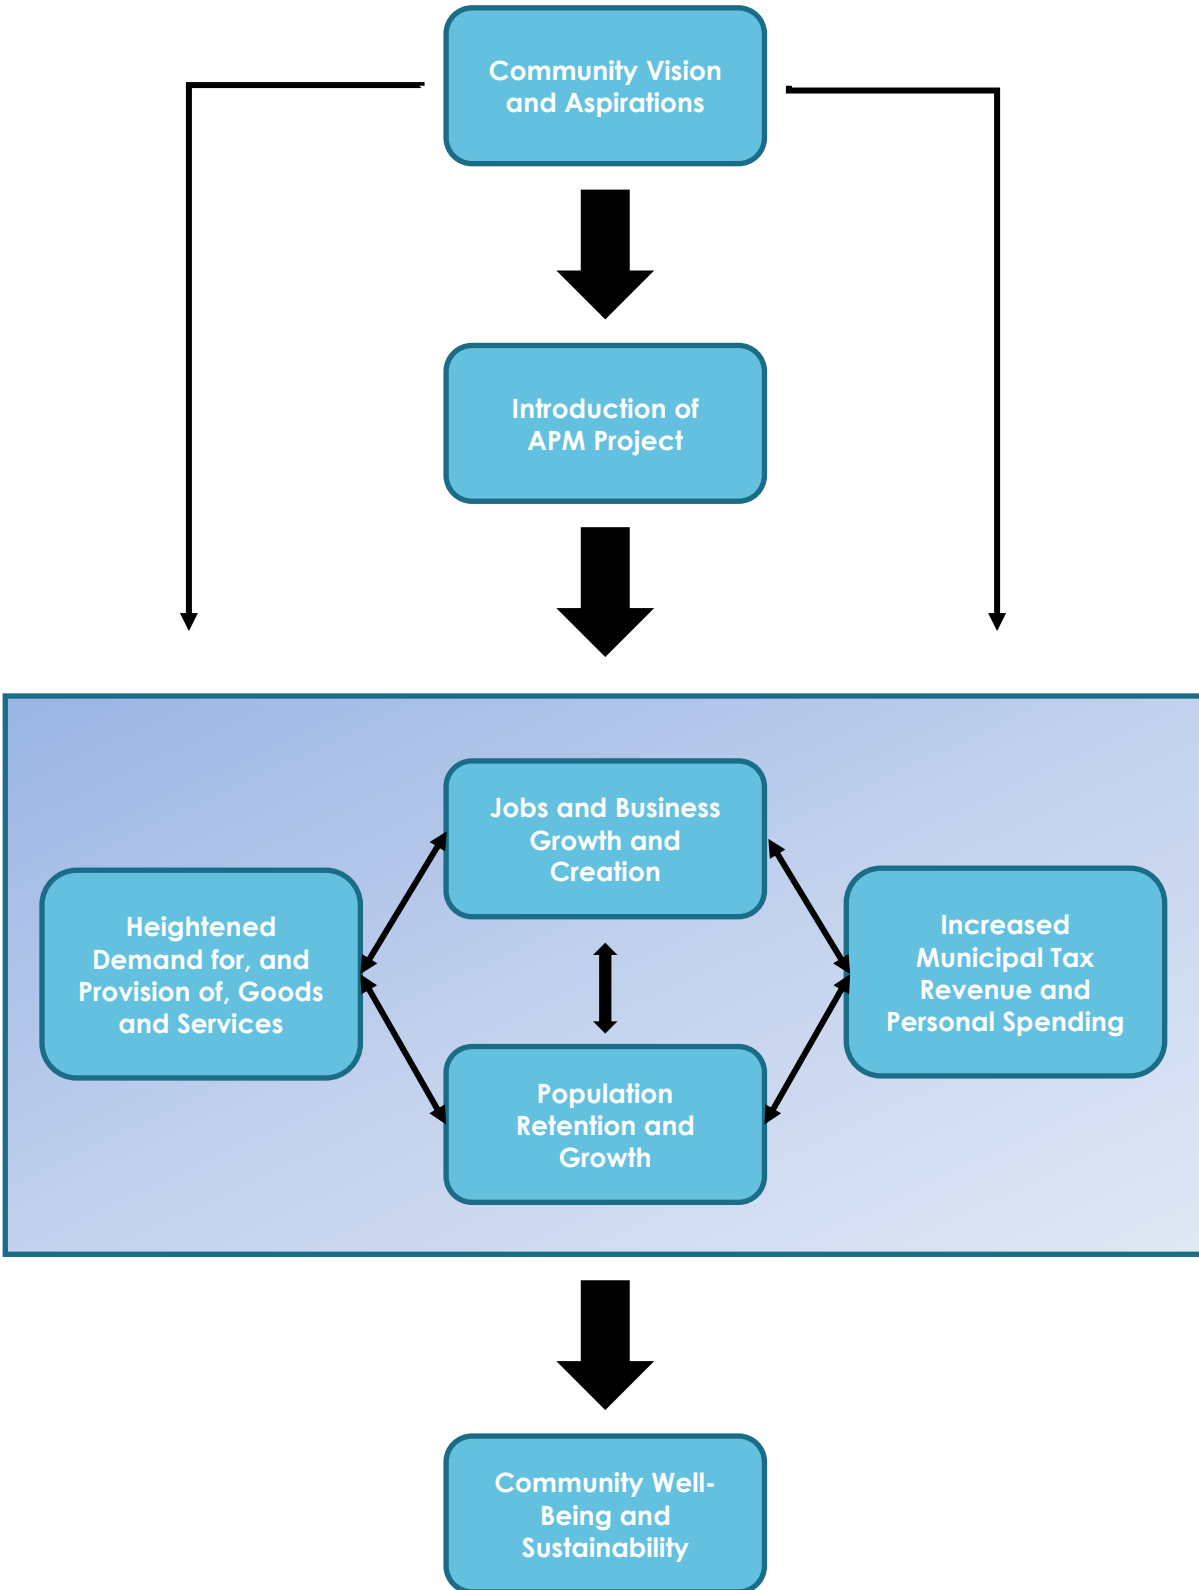 Community Vision
and Aspirations
Introduction of
APM Project
Jobs and Business
Growth and
Creation
Heightened
Demand for, and
Provision of, Goods
and Services
Increased
Municipal Tax
Revenue and
Personal Spending
Population
Retention and
Growth
Community Well-
Being and
Sustainability